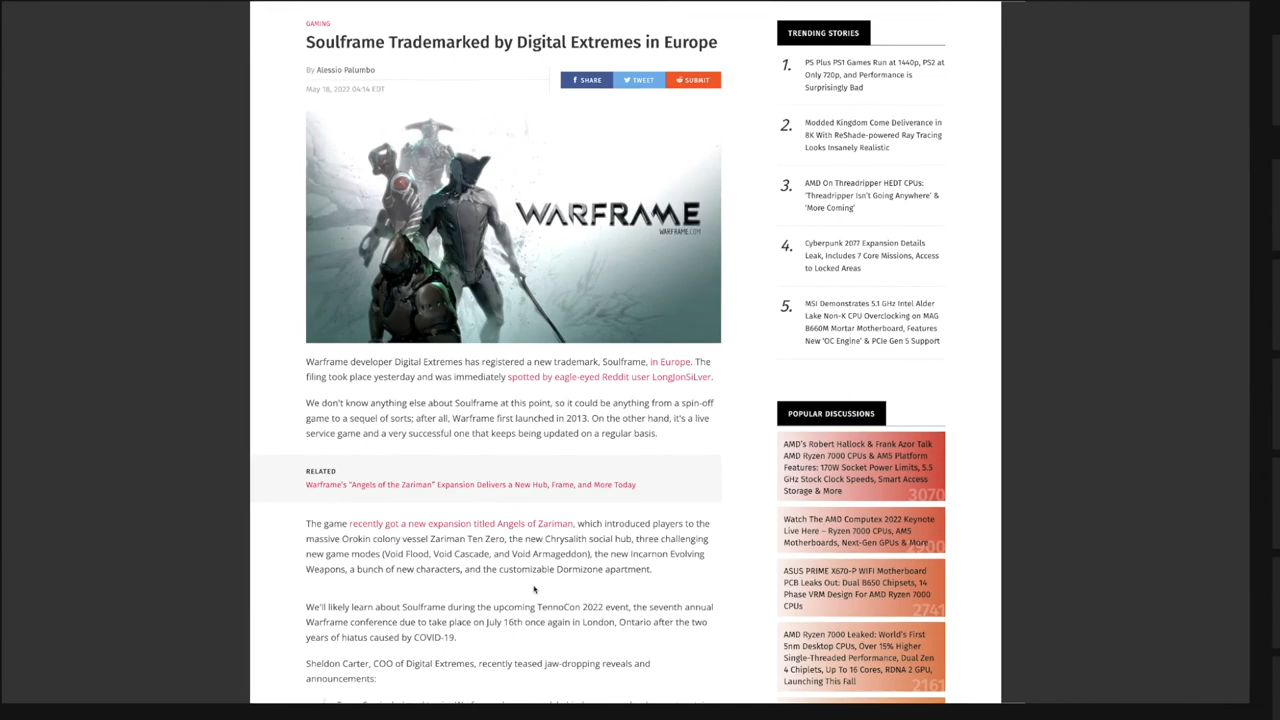 GAMING
Soulframe Trademarked by Digital Extremes in Europe
By Alessio Palumbo
May 18, 2022 04:14 EDT
SHARE
TWEET
SUBMIT
WARFRAME
WARFRAME.COM
Warframe developer Digital Extremes has registered a new trademark, Soulframe, in Europe. The
filing took place yesterday and was immediately spotted by eagle-eyed Reddit user LongJonSiLver.
We don't know anything else about Soulframe at this point, so it could be anything from a spin-off
game to a sequel of sorts; after all, Warframe first launched in 2013. On the other hand, it's a live
service game and a very successful one that keeps being updated on a regular basis.
RELATED
Warframe's "Angels of the Zariman" Expansion Delivers a New Hub, Frame, and More Today
The game recently got a new expansion titled Angels of Zariman, which introduced players to the
massive Orokin colony vessel Zariman Ten Zero, the new Chrysalith social hub, three challenging
new game modes (Void Flood, Void Cascade, and Void Armageddon), the new Incarnon Evolving
Weapons, a bunch of new characters, and the customizable Dormizone apartment.
We'll likely learn about Soulframe during the upcoming TennoCon 2022 event, the seventh annual
Warframe conference due to take place on July 16th once again in London, Ontario after the two
years of hiatus caused by COVID-19.
Sheldon Carter, COO of Digital Extremes, recently teased jaw-dropping reveals and
announcements:
TRENDING STORIES
1. PS Plus PS1 Games Run at 1440p, PS2 at
Only 720p, and Performance is
Surprisingly Bad
2. Modded Kingdom Come Deliverance in
8K With ReShade-powered Ray Tracing
Looks Insanely Realistic
3. AMD On Threadripper HEDT CPUs:
'Threadripper Isn't Going Anywhere' &
'More Coming'
4. Cyberpunk 2077 Expansion Details
Leak, Includes 7 Core Missions, Access
to Locked Areas
5. MSI Demonstrates 5.1 GHz Intel Alder
Lake Non-K CPU Overclocking on MAG
B660M Mortar Motherboard, Features
New 'OC Engine' & PCIe Gen 5 Support
POPULAR DISCUSSIONS
AMD's Robert Hallock & Frank Azor Talk
AMD Ryzen 7000 CPUs & AM5 Platform
Features: 170W Socket Power Limits, 5.5
GHz Stock Clock Speeds, Smart Access
Storage & More
3070
Watch The AMD Computex 2022 Keynote
Live Here – Ryzen 7000 CPUs, AM5
Motherboards, Next-Gen GPUs & More
2900
ASUS PRIME X670-P WIFI Motherboard
PCB Leaks Out: Dual B650 Chipsets, 14
Phase VRM Design For AMD Ryzen 7000
CPUs
2741
AMD Ryzen 7000 Leaked: World's First
5nm Desktop CPUs, Over 15% Higher
Single-Threaded Performance, Dual Zen
4 Chiplets, Up To 16 Cores, RDNA 2 GPU,
Launching This Fall
2161